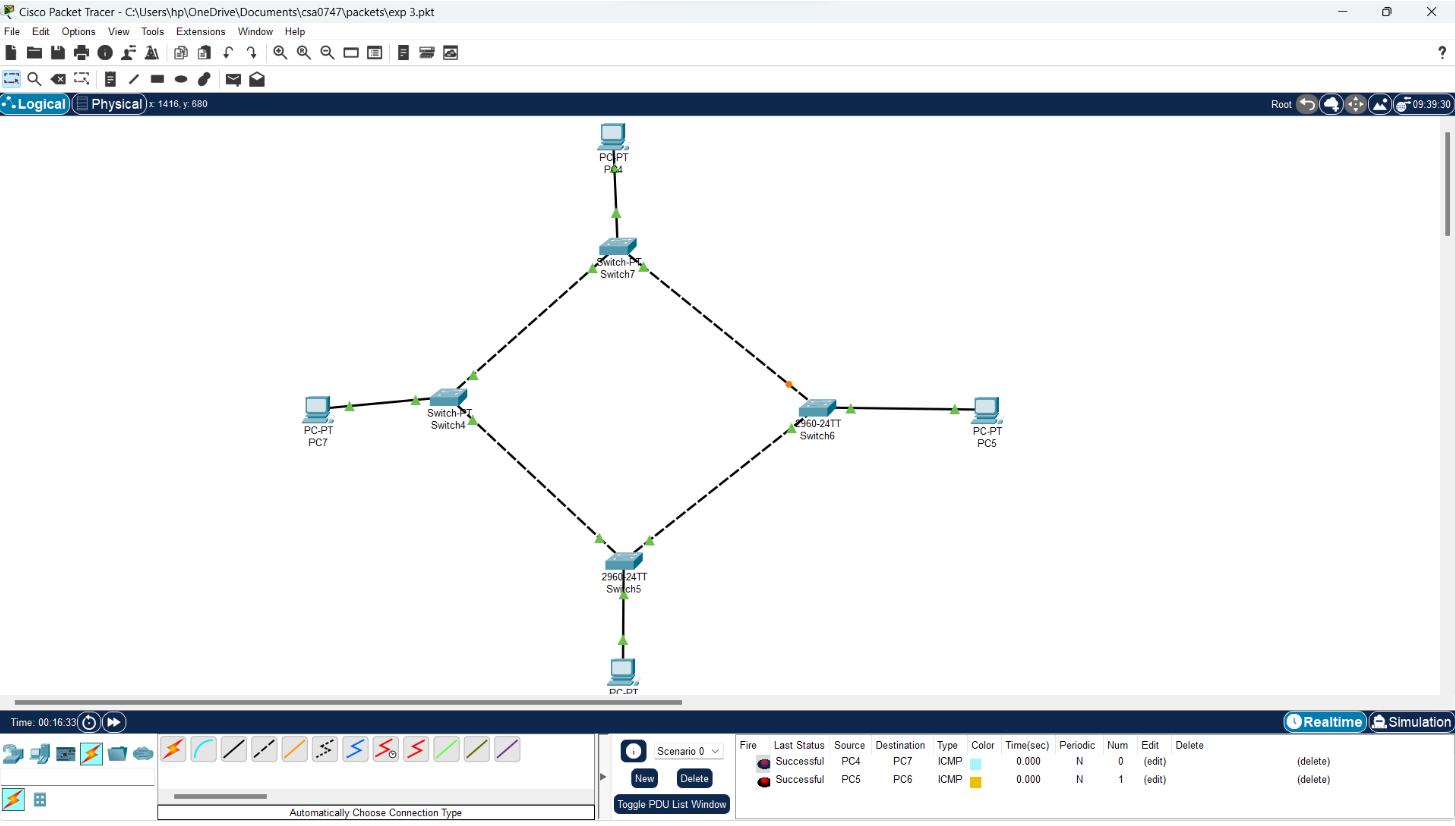 Cisco Packet Tracer - C:\Users\hp\OneDrive\Documents\csa0747\packets\exp 3.pkt
File Edit Options View Tools Extensions Window Help
?
Logical Physical x: 1416, y: 680
Root 09:39:30
PC-PT
PC4
Switch-PT
Switch7
Switch-PT
Switch4
PC-PT
PC7
2960-24TT
Switch6
PC-PT
PC5
2960-24TT
Switch5
PC-PT
Time: 00:16:33
Realtime Simulation
Automatically Choose Connection Type
Scenario 0
New Delete
Toggle PDU List Window
Fire Last Status Source Destination Type Color Time(sec) Periodic Num Edit Delete
Successful PC4 PC7 ICMP 0.000 N 0 (edit) (delete)
Successful PC5 PC6 ICMP 0.000 N 1 (edit) (delete)